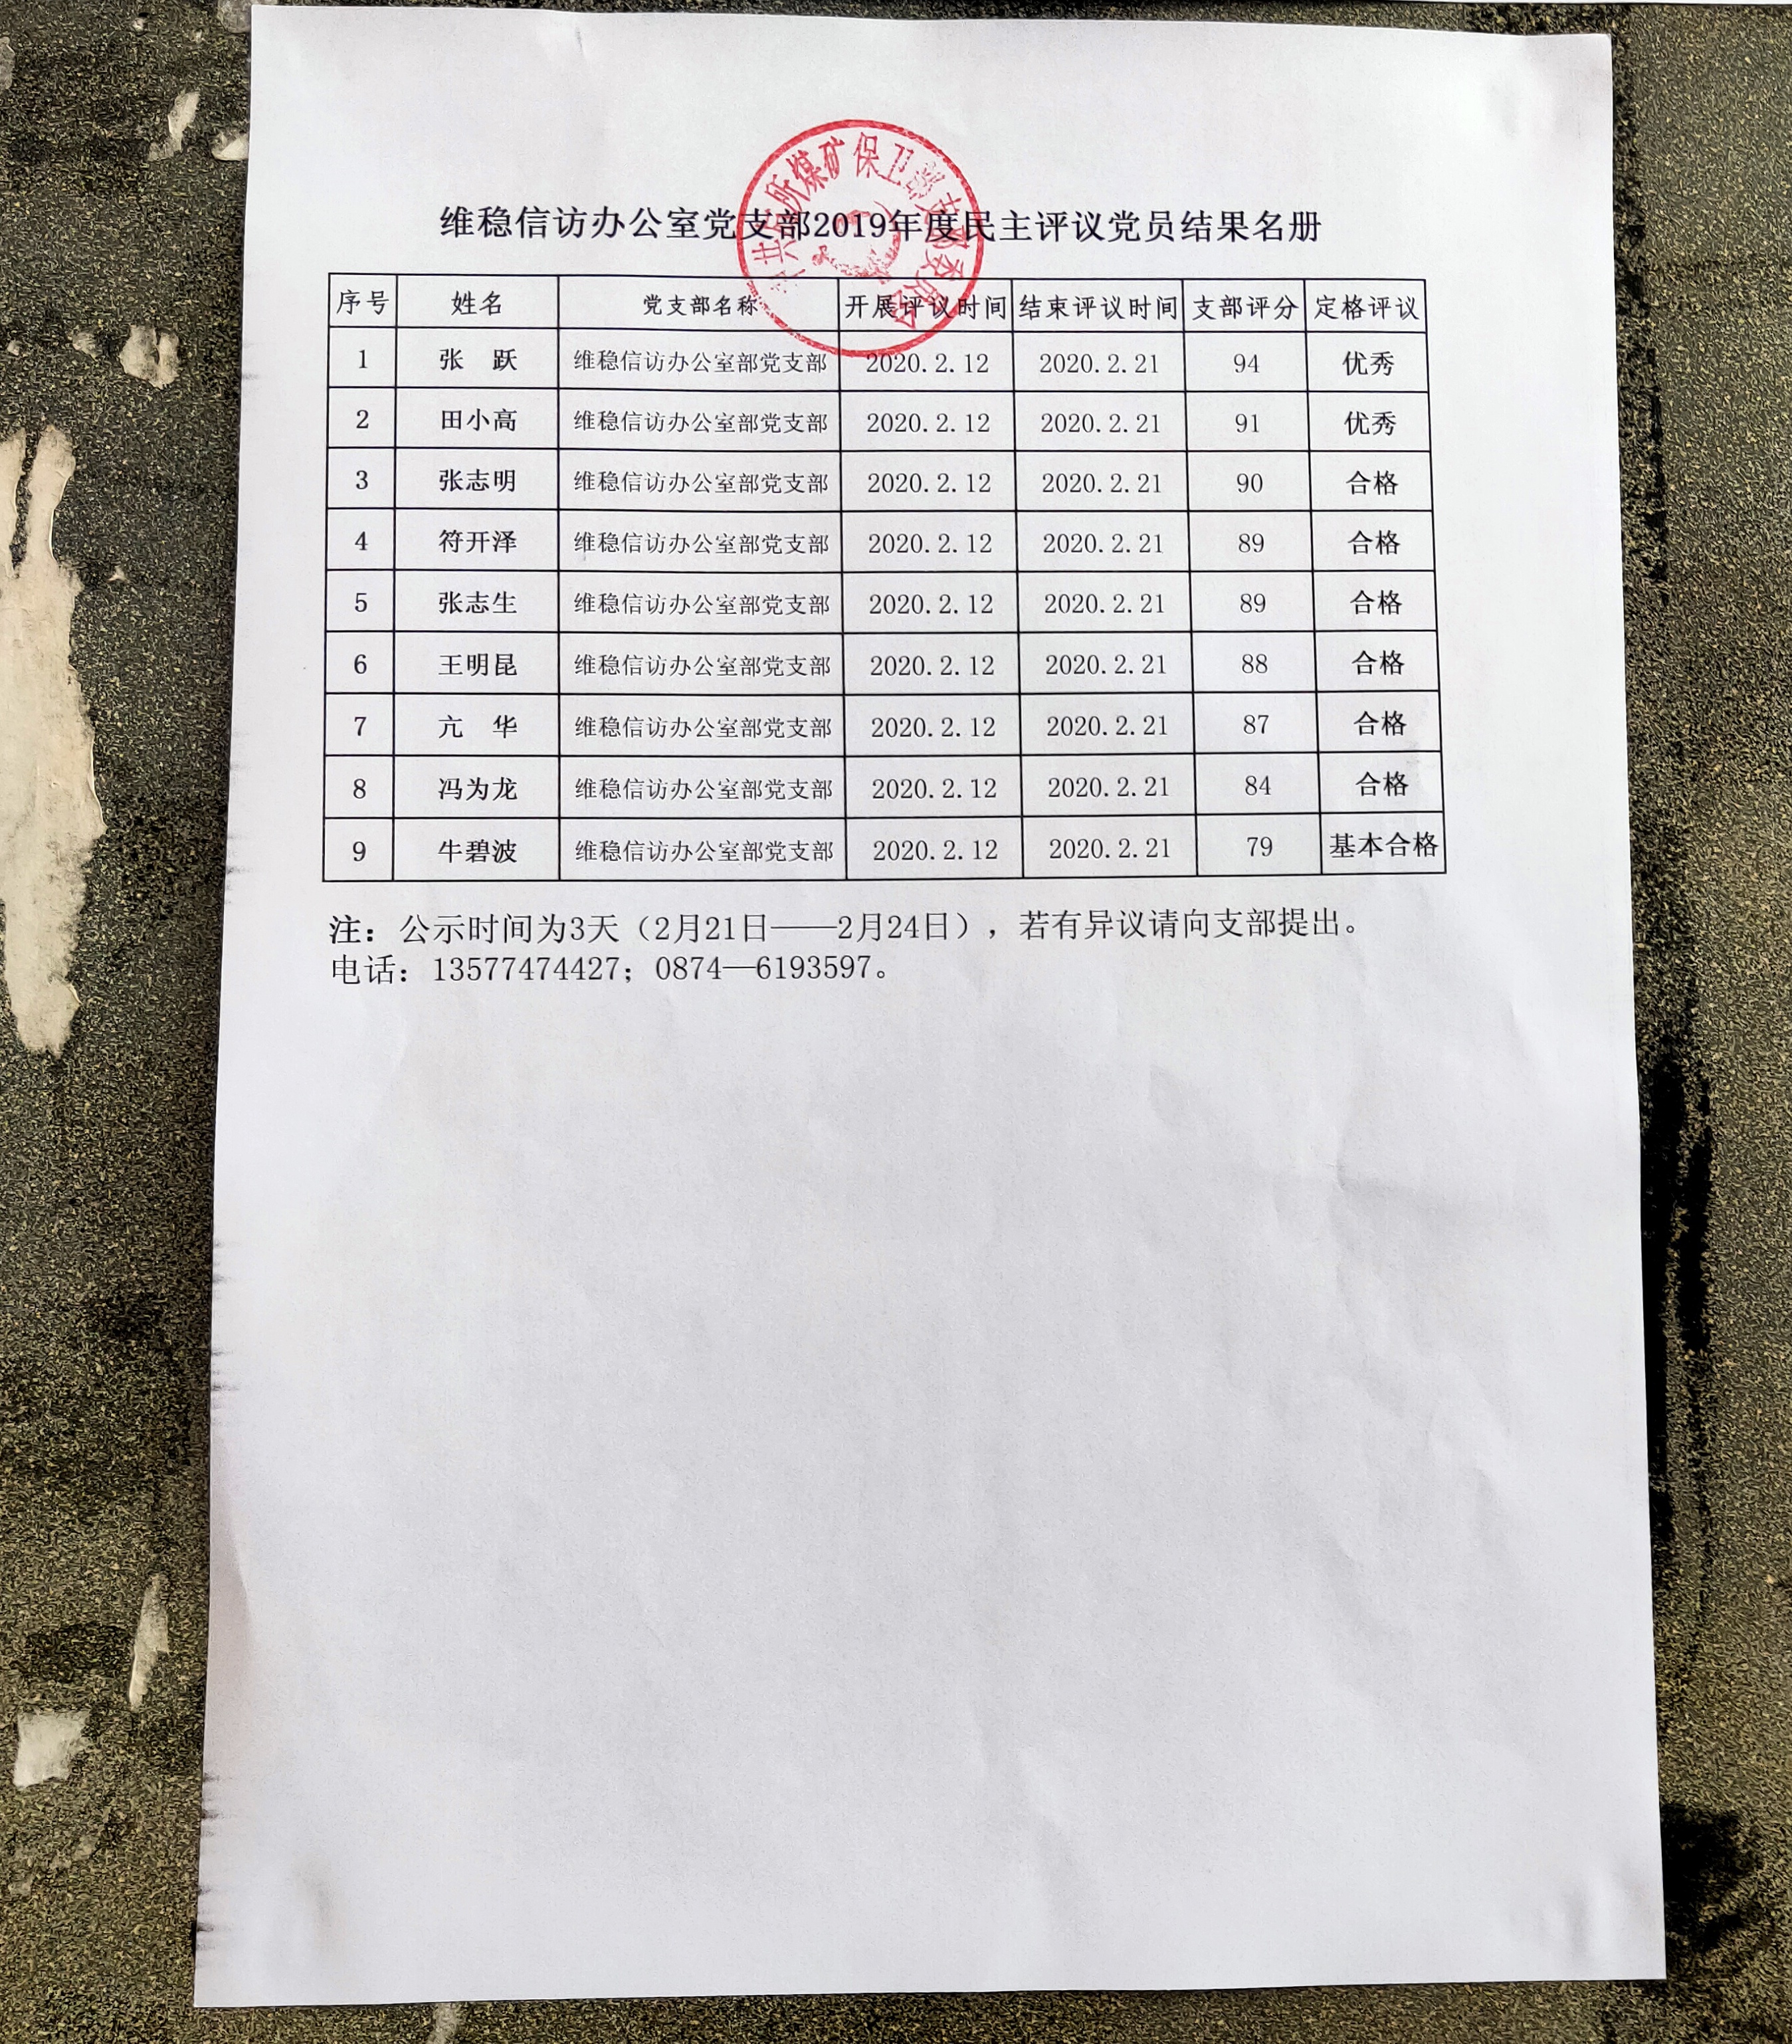 维稳信访办公室党支部2019年度民主评议党员结果名册
煤矿保卫部支部委员会
序号 姓名 党支部名称 开展评议时间 结束评议时间 支部评分 定格评议
1 张 跃 维稳信访办公室部党支部 2020.2.12 2020.2.21 94 优秀
2 田小高 维稳信访办公室部党支部 2020.2.12 2020.2.21 91 优秀
3 张志明 维稳信访办公室部党支部 2020.2.12 2020.2.21 90 合格
4 符开泽 维稳信访办公室部党支部 2020.2.12 2020.2.21 89 合格
5 张志生 维稳信访办公室部党支部 2020.2.12 2020.2.21 89 合格
6 王明昆 维稳信访办公室部党支部 2020.2.12 2020.2.21 88 合格
7 亢 华 维稳信访办公室部党支部 2020.2.12 2020.2.21 87 合格
8 冯为龙 维稳信访办公室部党支部 2020.2.12 2020.2.21 84 合格
9 牛碧波 维稳信访办公室部党支部 2020.2.12 2020.2.21 79 基本合格
注：公示时间为3天（2月21日——2月24日），若有异议请向支部提出。
电话：13577474427；0874—6193597。